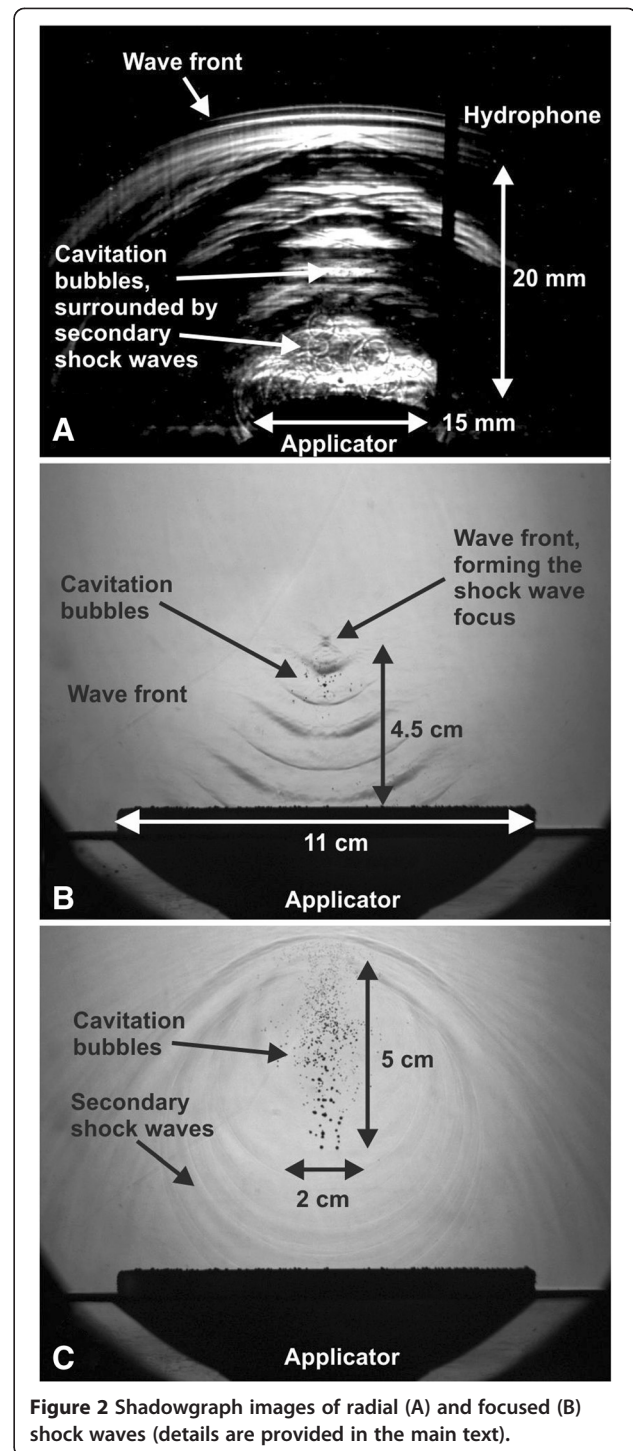 Wave front
Hydrophone
Cavitation
bubbles,
surrounded by
secondary
shock waves
20 mm
15 mm
Applicator
A
Wave front,
forming the
shock wave
focus
Cavitation
bubbles
Wave front
4.5 cm
11 cm
Applicator
B
Cavitation
bubbles
5 cm
Secondary
shock waves
2 cm
Applicator
C
Figure 2 Shadowgraph images of radial (A) and focused (B)
shock waves (details are provided in the main text).